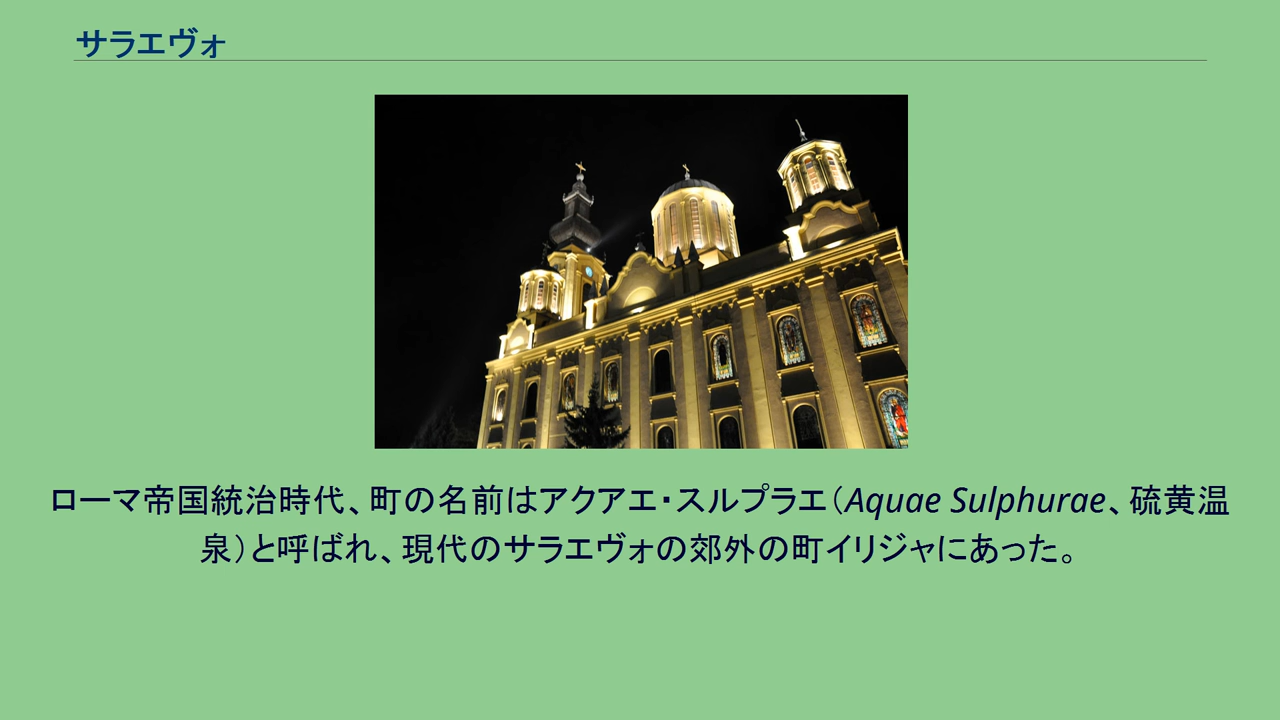 サラエヴォ
ローマ帝国統治時代、町の名前はアクアエ・スルプラエ（Aquae Sulphurae、硫黄温
泉）と呼ばれ、現代のサラエヴォの郊外の町イリジャにあった。